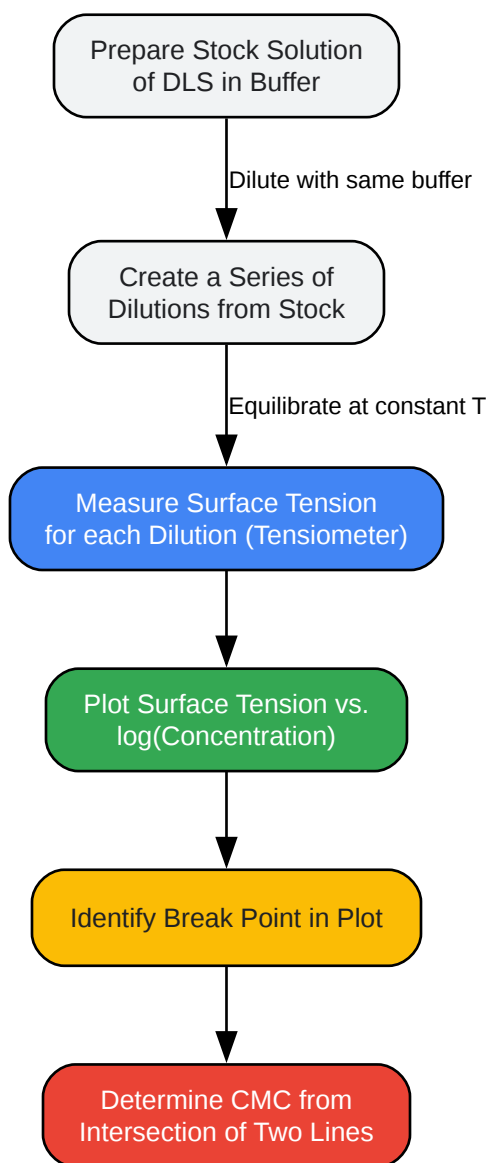 Prepare Stock Solution
of DLS in Buffer
Dilute with same buffer
Create a Series of
Dilutions from Stock
Equilibrate at constant T
Measure Surface Tension
for each Dilution (Tensiometer)
Plot Surface Tension vs.
log(Concentration)
Identify Break Point in Plot
Determine CMC from
Intersection of Two Lines